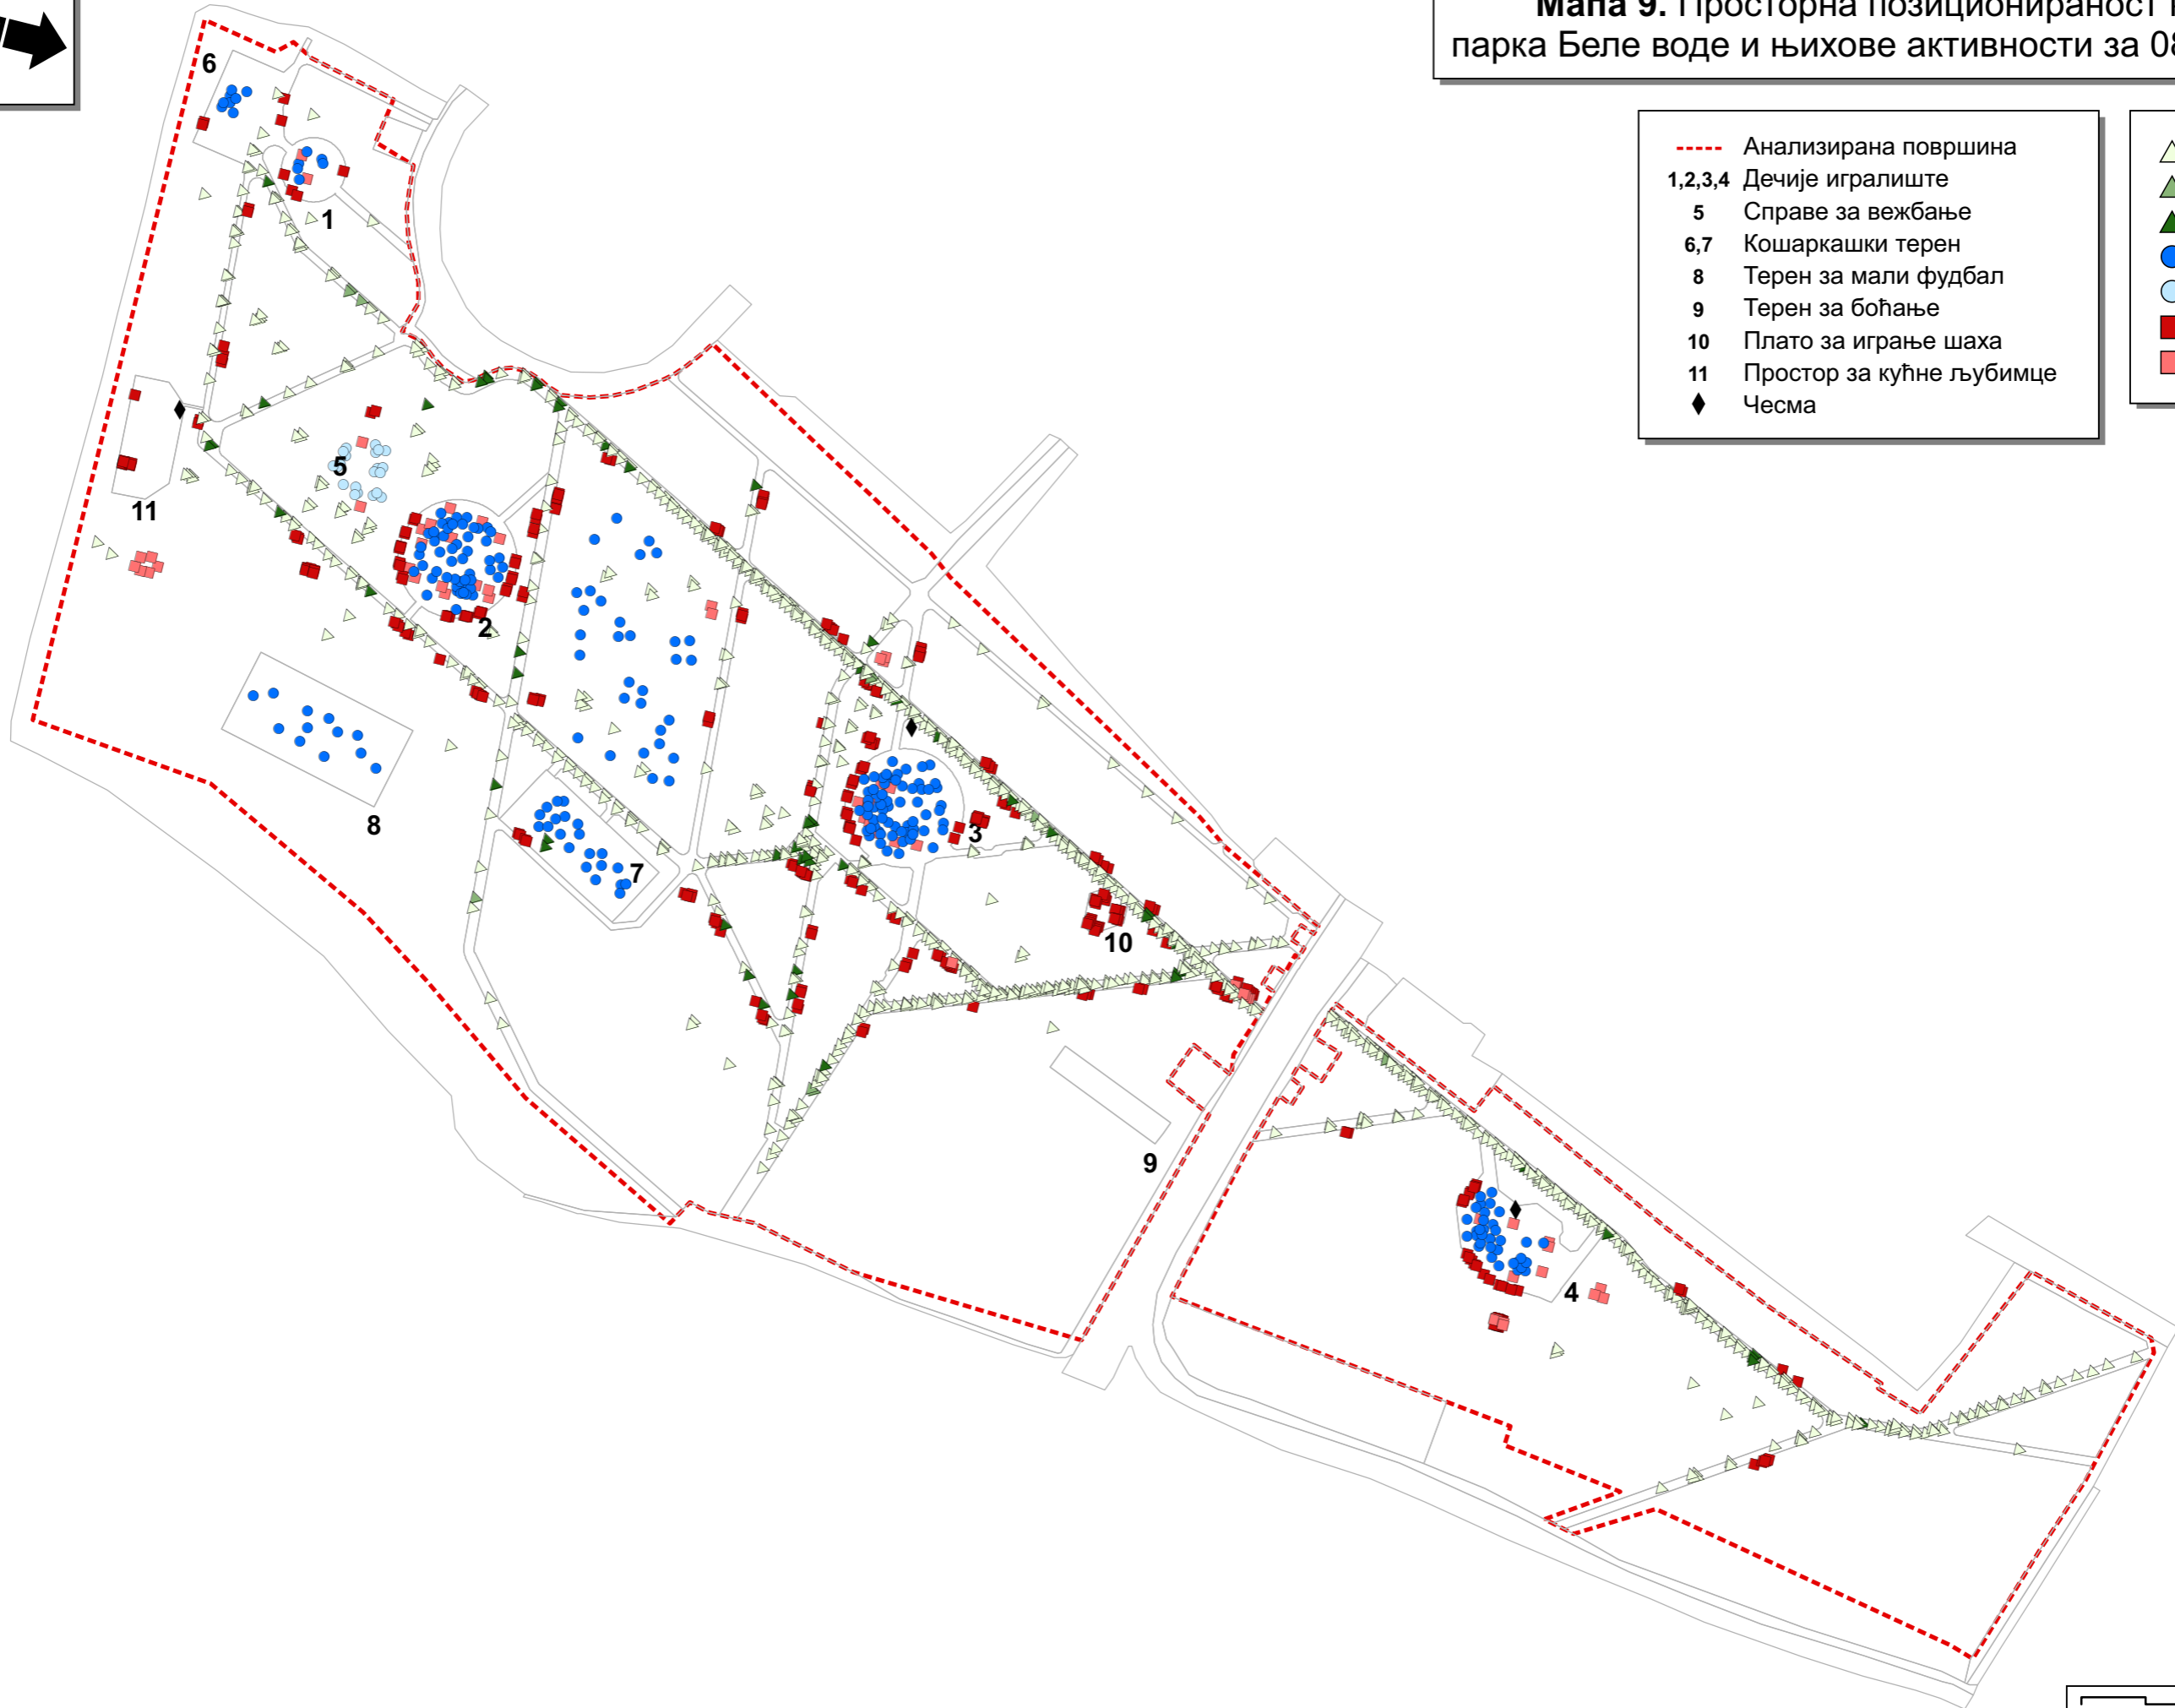 Мапа 9. Просторна позиционираност
парка Беле воде и њихове активности за 08
Анализирана површина
1,2,3,4 Дечије игралиште
5 Справе за вежбање
6,7 Кошаркашки терен
8 Терен за мали фудбал
9 Терен за боћање
10 Плато за играње шаха
11 Простор за кућне љубимце
Чесма
6
1
5
11
2
8
7
3
10
9
4